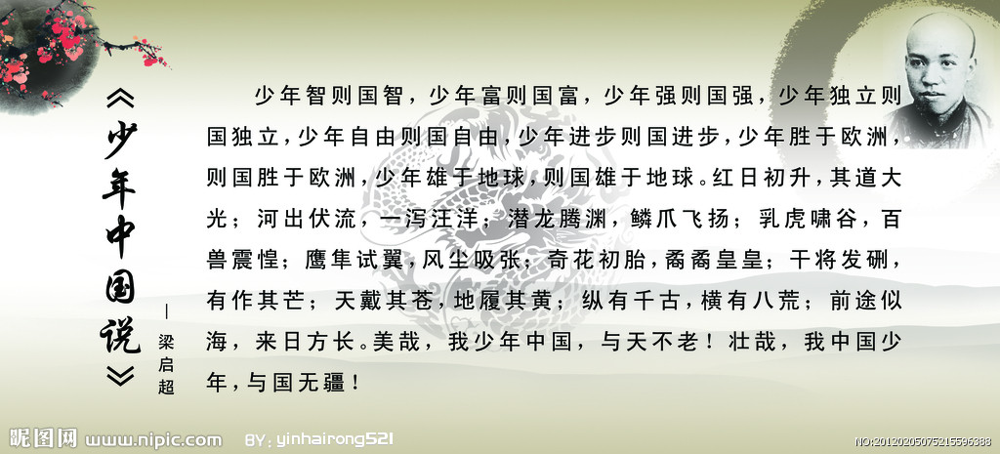 《少年中国说》
—梁启超
少年智则国智，少年富则国富，少年强则国强，少年独立则
国独立，少年自由则国自由，少年进步则国进步，少年胜于欧洲，
则国胜于欧洲，少年雄于地球，则国雄于地球。红日初升，其道大
光；河出伏流，一泻汪洋；潜龙腾渊，鳞爪飞扬；乳虎啸谷，百
兽震惶；鹰隼试翼，风尘吸张；奇花初胎，矞矞皇皇；干将发硎，
有作其芒；天戴其苍，地履其黄；纵有千古，横有八荒；前途似
海，来日方长。美哉，我少年中国，与天不老！壮哉，我中国少
年，与国无疆！
昵图网 www.nipic.com BY: yinhairong521
NO:20120205075215596388